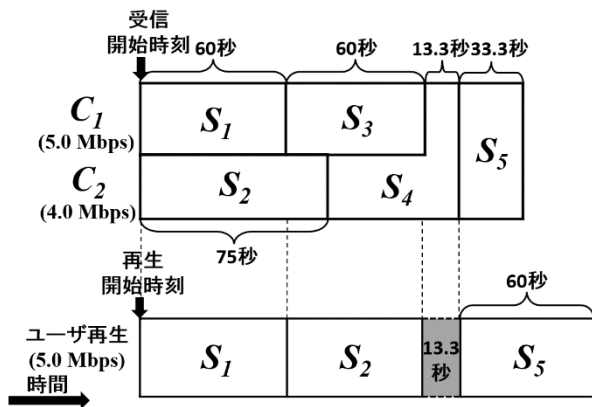 受信
開始時刻
60秒
60秒
13.3秒
33.3秒
C1
(5.0 Mbps)
S1
S3
S5
C2
(4.0 Mbps)
S2
S4
75秒
再生
開始時刻
60秒
ユーザ再生
(5.0 Mbps)
時間
S1
S2
13.3
秒
S5